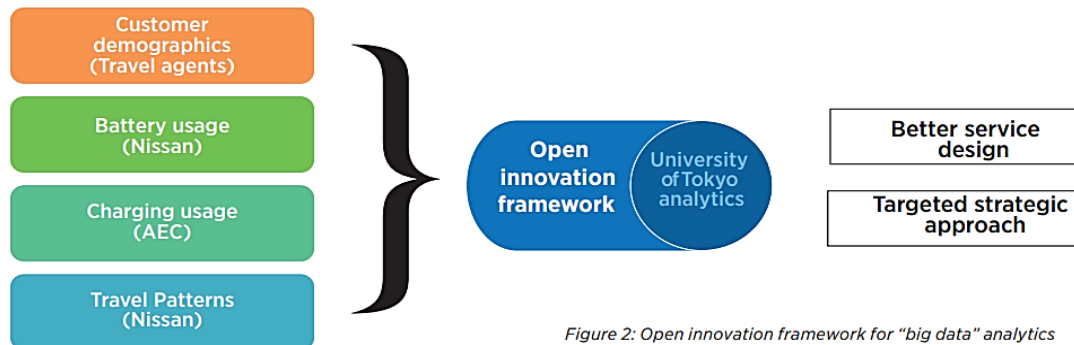 Customer
demographics
(Travel agents)
Battery usage
(Nissan)
Charging usage
(AEC)
Travel Patterns
(Nissan)
Open
innovation
framework
University
of Tokyo
analytics
Better service
design
Targeted strategic
approach
Figure 2: Open innovation framework for “big data” analytics